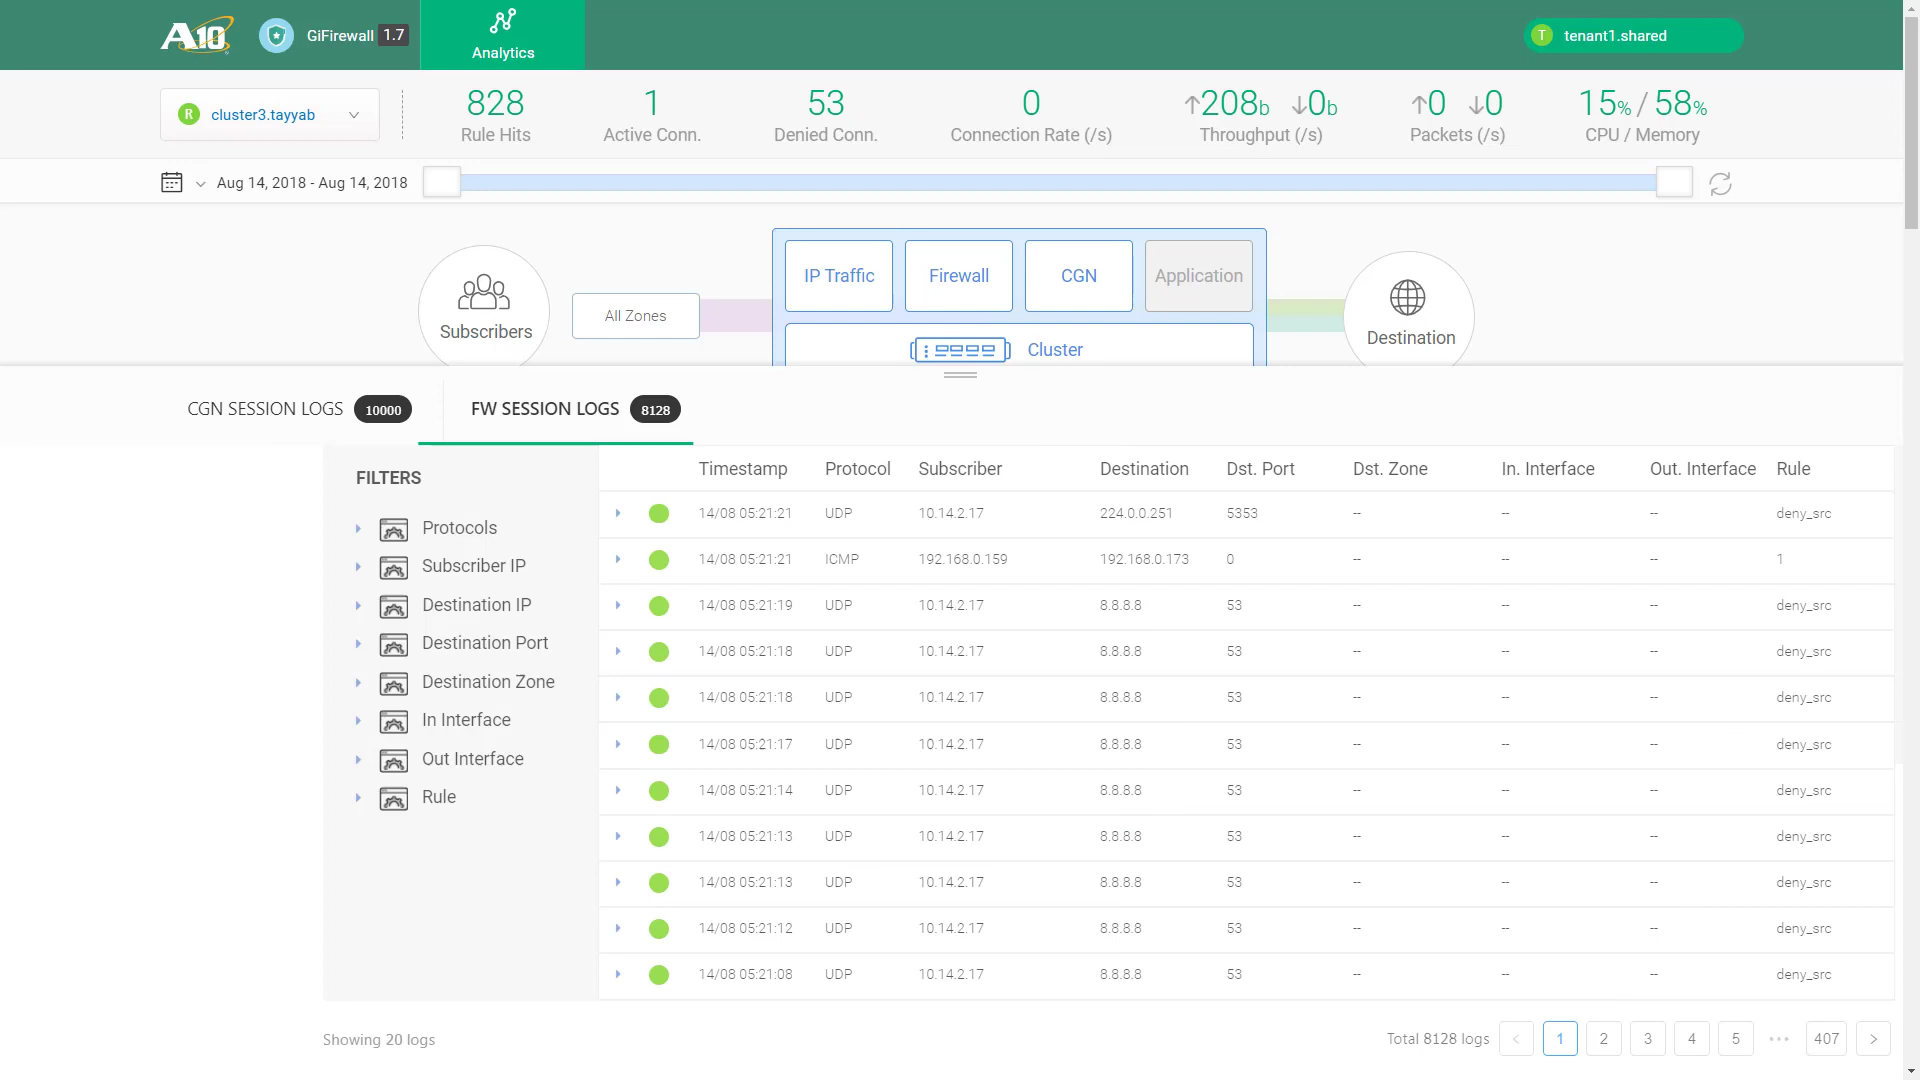 A10 GiFirewall 1.7 Analytics T tenant1.shared
R cluster3.tayyab
828 1 53 0 ↑208b ↓0b ↑0 ↓0 15% / 58%
Rule Hits Active Conn. Denied Conn. Connection Rate (/s) Throughput (/s) Packets (/s) CPU / Memory
Aug 14, 2018 - Aug 14, 2018
Subscribers All Zones IP Traffic Firewall CGN Application Destination
Cluster
CGN SESSION LOGS 10000 FW SESSION LOGS 8128
FILTERS
Protocols
Subscriber IP
Destination IP
Destination Port
Destination Zone
In Interface
Out Interface
Rule
Timestamp Protocol Subscriber Destination Dst. Port Dst. Zone In. Interface Out. Interface Rule
14/08 05:21:21 UDP 10.14.2.17 224.0.0.251 5353 -- -- -- deny_src
14/08 05:21:21 ICMP 192.168.0.159 192.168.0.173 0 -- -- -- 1
14/08 05:21:19 UDP 10.14.2.17 8.8.8.8 53 -- -- -- deny_src
14/08 05:21:18 UDP 10.14.2.17 8.8.8.8 53 -- -- -- deny_src
14/08 05:21:18 UDP 10.14.2.17 8.8.8.8 53 -- -- -- deny_src
14/08 05:21:17 UDP 10.14.2.17 8.8.8.8 53 -- -- -- deny_src
14/08 05:21:14 UDP 10.14.2.17 8.8.8.8 53 -- -- -- deny_src
14/08 05:21:13 UDP 10.14.2.17 8.8.8.8 53 -- -- -- deny_src
14/08 05:21:13 UDP 10.14.2.17 8.8.8.8 53 -- -- -- deny_src
14/08 05:21:12 UDP 10.14.2.17 8.8.8.8 53 -- -- -- deny_src
14/08 05:21:08 UDP 10.14.2.17 8.8.8.8 53 -- -- -- deny_src
Showing 20 logs Total 8128 logs < 1 2 3 4 5 ••• 407 >